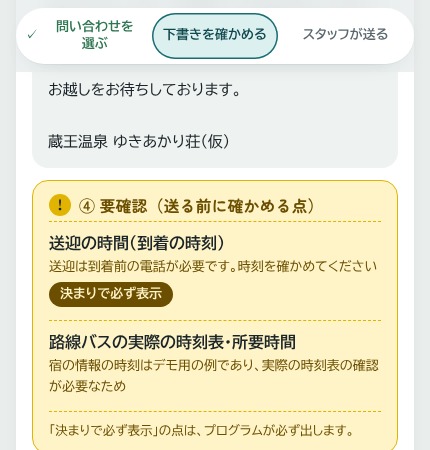 ✓ 問い合わせを
選ぶ
下書きを確かめる
スタッフが送る
お越しをお待ちしております。
蔵王温泉 ゆきあかり荘（仮）
! ④ 要確認（送る前に確かめる点）
送迎の時間（到着の時刻）
送迎は到着前の電話が必要です。時刻を確かめてください
決まりで必ず表示
路線バスの実際の時刻表・所要時間
宿の情報の時刻はデモ用の例であり、実際の時刻表の確認
が必要なため
「決まりで必ず表示」の点は、プログラムが必ず出します。